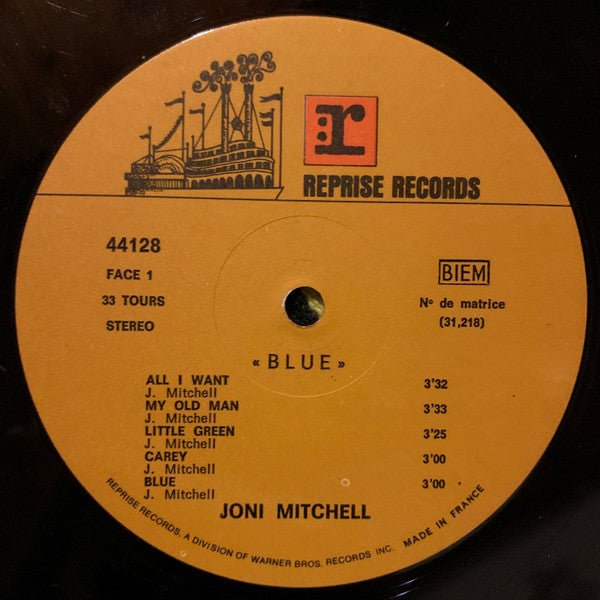 r
REPRISE RECORDS
44128
FACE 1
33 TOURS
STEREO
BIEM
Nº de matrice
(31,218)
« BLUE »
ALL I WANT 3'32
J. Mitchell
MY OLD MAN 3'33
J. Mitchell
LITTLE GREEN 3'25
J. Mitchell
CAREY 3'00
J. Mitchell
BLUE 3'00
J. Mitchell
JONI MITCHELL
REPRISE RECORDS, A DIVISION OF WARNER BROS. RECORDS INC. MADE IN FRANCE